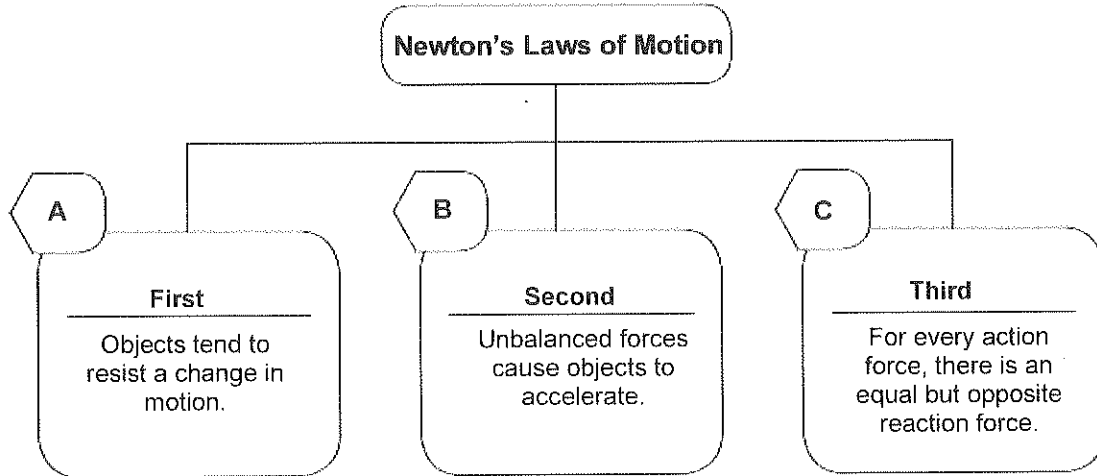 Newton's Laws of Motion
A
B
C
First
Objects tend to
resist a change in
motion.
Second
Unbalanced forces
cause objects to
accelerate.
Third
For every action
force, there is an
equal but opposite
reaction force.